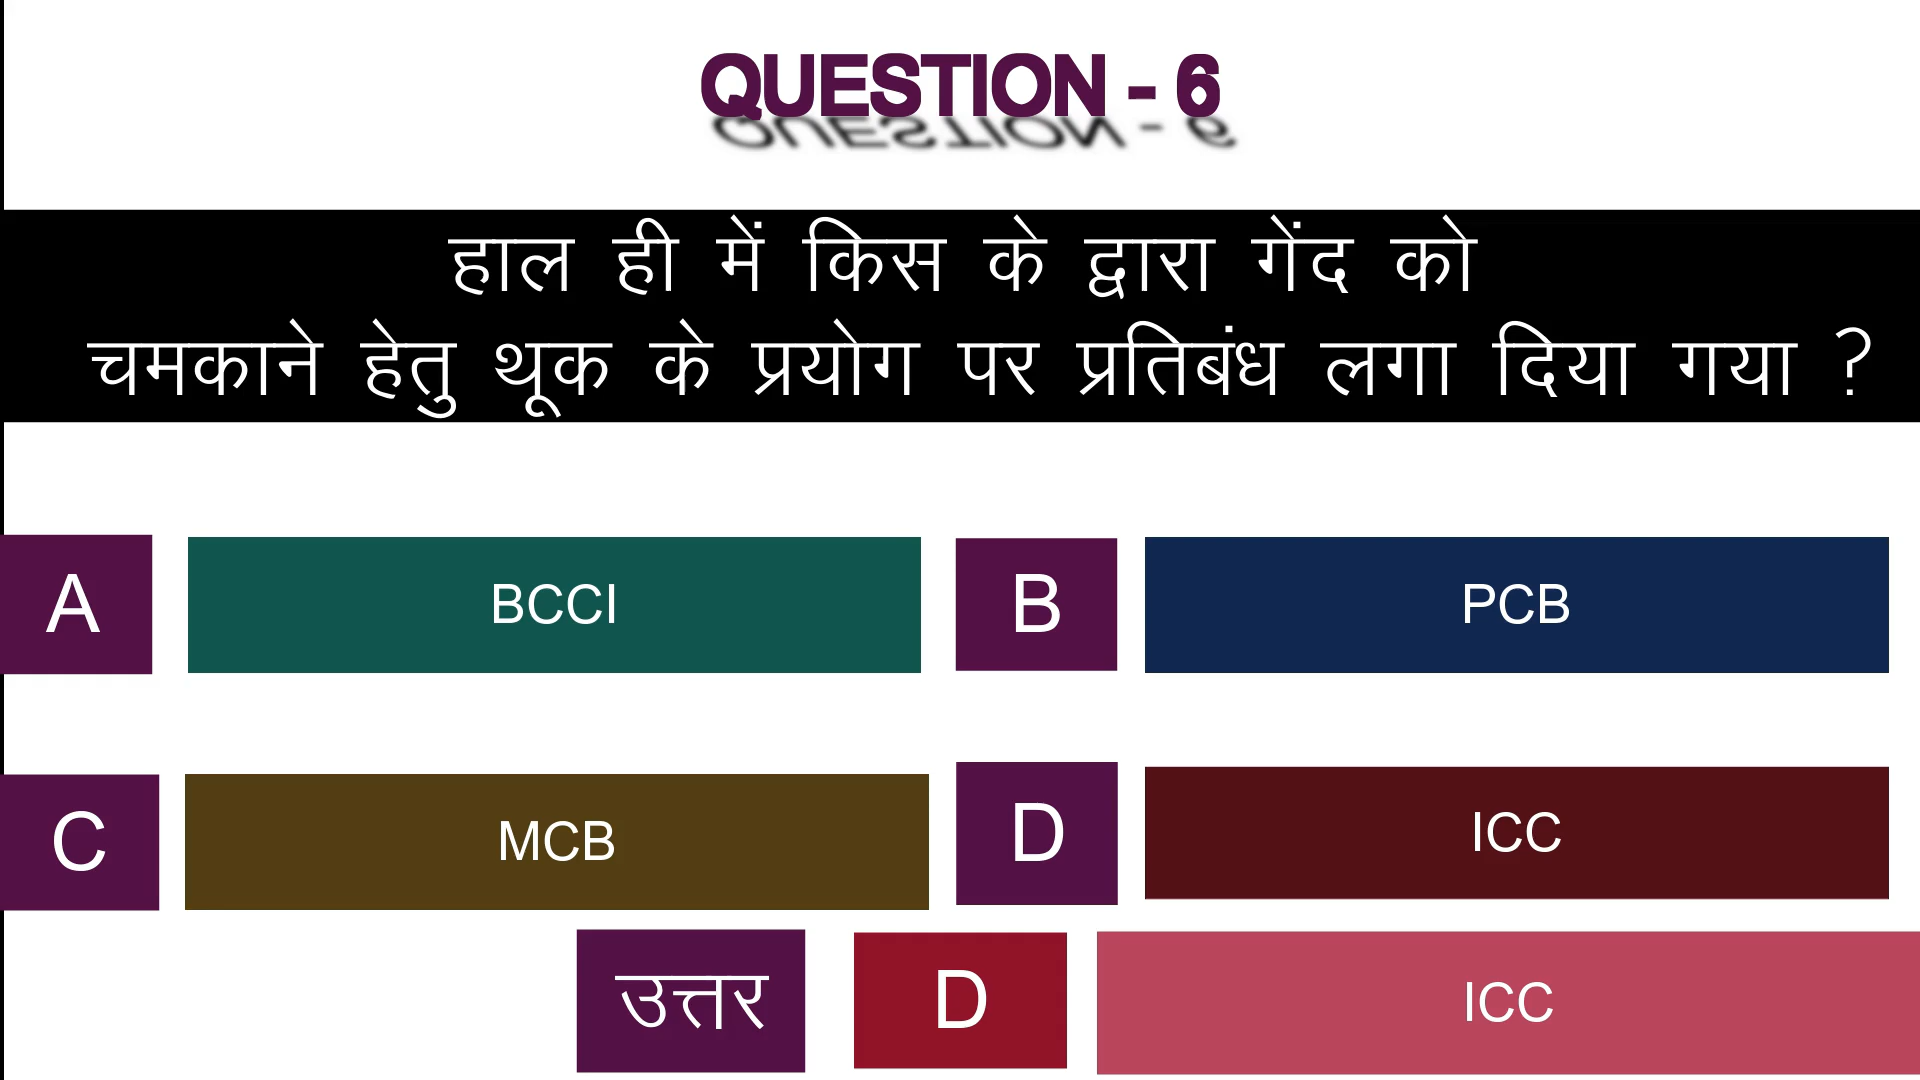 QUESTION - 6
हाल ही में किस के द्वारा गेंद को
चमकाने हेतु थूक के प्रयोग पर प्रतिबंध लगा दिया गया ?
A BCCI B PCB
C MCB D ICC
उत्तर D ICC